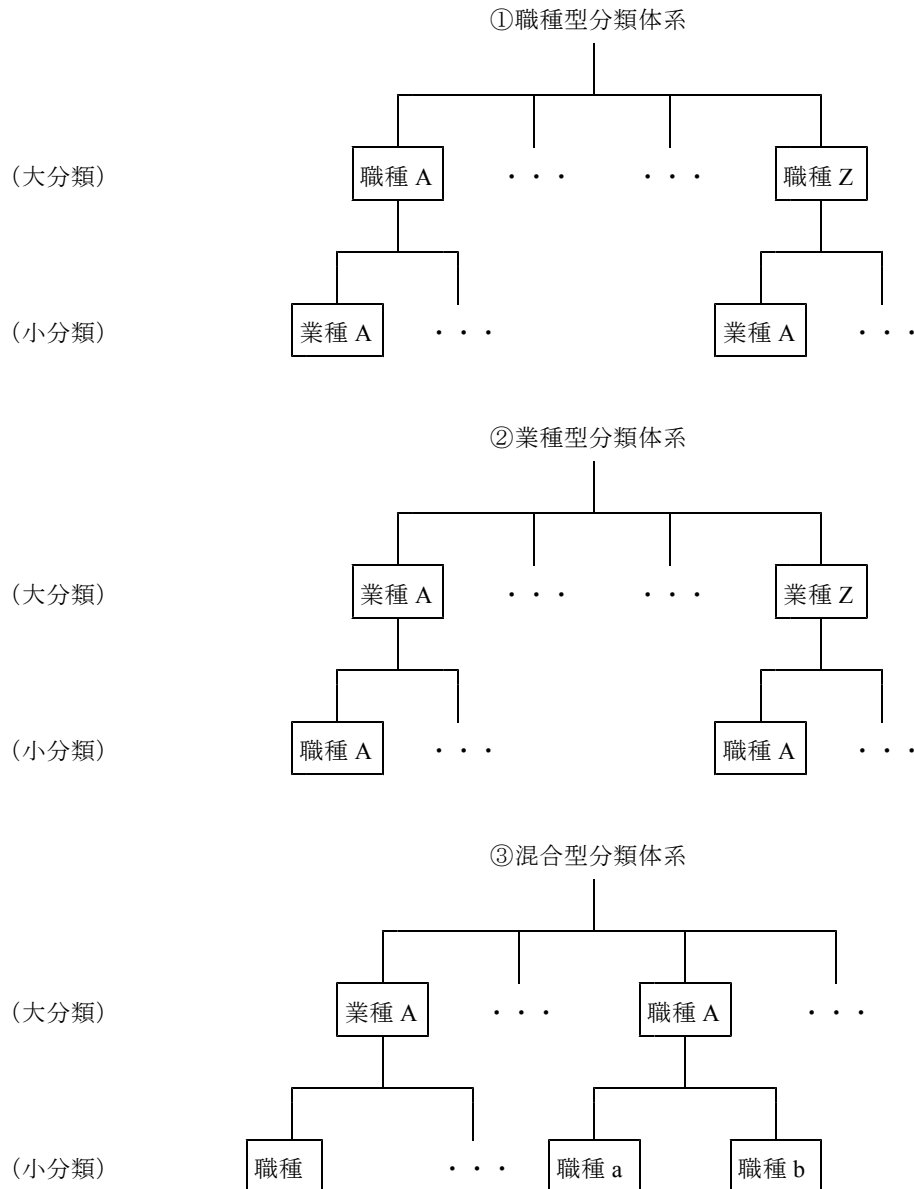 ①職種型分類体系
(大分類) 職種 A ・・・ ・・・ 職種 Z
(小分類) 業種 A ・・・ 業種 A ・・・
②業種型分類体系
(大分類) 業種 A ・・・ ・・・ 業種 Z
(小分類) 職種 A ・・・ 職種 A ・・・
③混合型分類体系
(大分類) 業種 A ・・・ 職種 A ・・・
(小分類) 職種 ・・・ 職種 a 職種 b